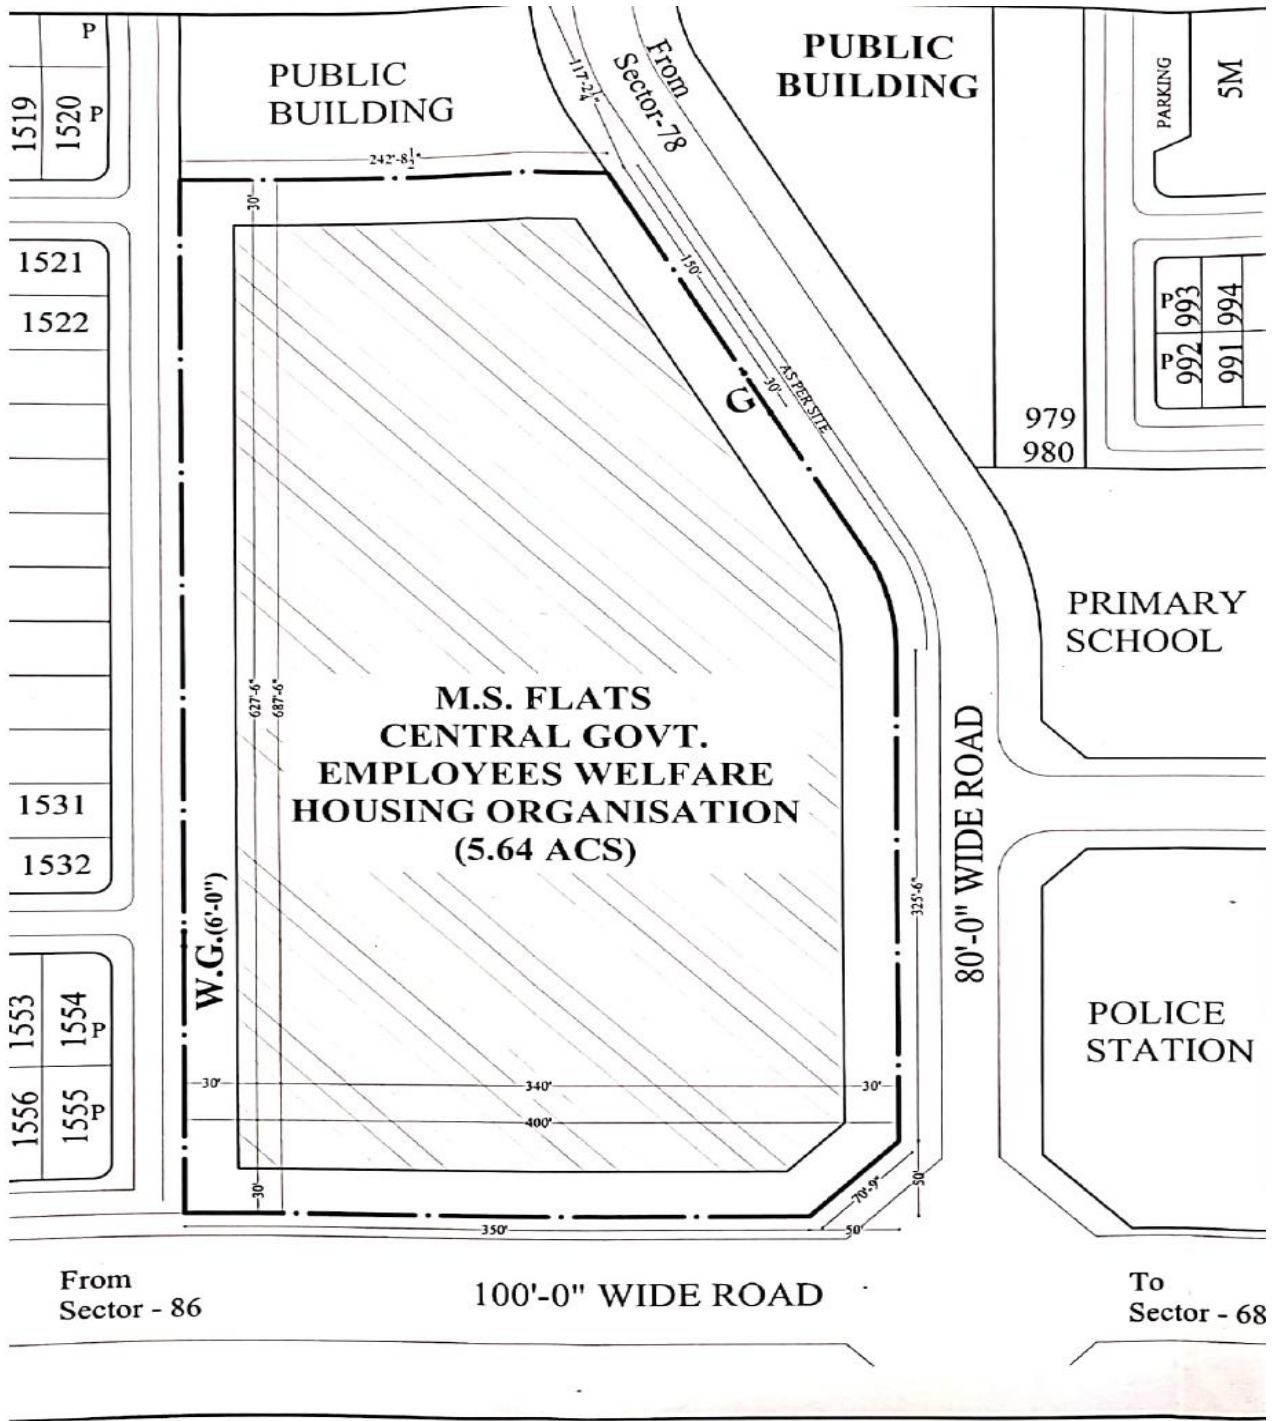 P
1519
1520
P
PUBLIC
BUILDING
117'-2¼"
From
Sector-78
PUBLIC
BUILDING
PARKING
5M
242'-8½"
30'
1521
1522
150'
30'
AS PER SITE
G
P
993
994
P
992
991
979
980
PRIMARY
SCHOOL
627'-6"
687'-6"
M.S. FLATS
CENTRAL GOVT.
EMPLOYEES WELFARE
HOUSING ORGANISATION
(5.64 ACS)
80'-0" WIDE ROAD
1531
1532
325'-6"
W.G.(6'-0")
1553
1554
P
1556
1555
P
POLICE
STATION
30'
340'
30'
400'
30'
70'-9"
50'
350'
50'
From
Sector - 86
100'-0" WIDE ROAD
To
Sector - 68